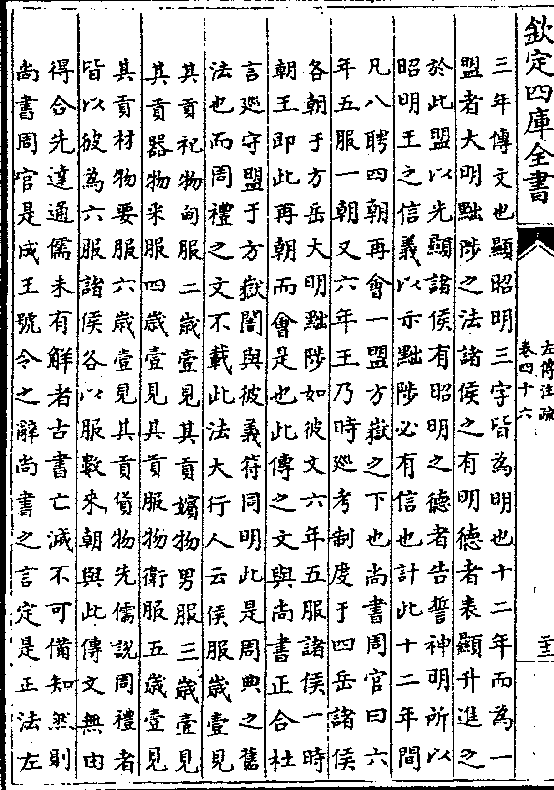 欽定四庫全書
左傳注疏
卷四十六
三年傳文也顯昭明三字皆為明也十二年而為一
盟者大明黜陟之法諸侯之有明德者表顯升進之
於此盟以先顯諸侯有昭明之德者告誓神明所以
昭明王之信義以示黜陟必有信也計此十二年間
凡八聘四朝再會一盟方嶽之下也尚書周官曰六
年五服一朝又六年王乃時廵考制度于四岳諸侯
各朝于方岳大明黜陟如彼文六年五服諸侯一時
朝王即此再朝而會是也此傳之文與尚書正合杜
言廵守盟于方嶽闇與彼義符同明此是周典之舊
法也而周禮之文不載此法大行人云侯服歲壹見
其貢祀物甸服二歲壹見其貢嬪物男服三歲壹見
其貢器物采服四歲壹見其貢服物衛服五歲壹見
其貢材物要服六歲壹見其貢貨物先儒說周禮者
皆以彼為六服諸侯各以服數來朝與此傳文無由
得合先達通儒未有解者古書亡滅不可備知然則
尚書周官是成王號令之辭尚書之言定是正法左